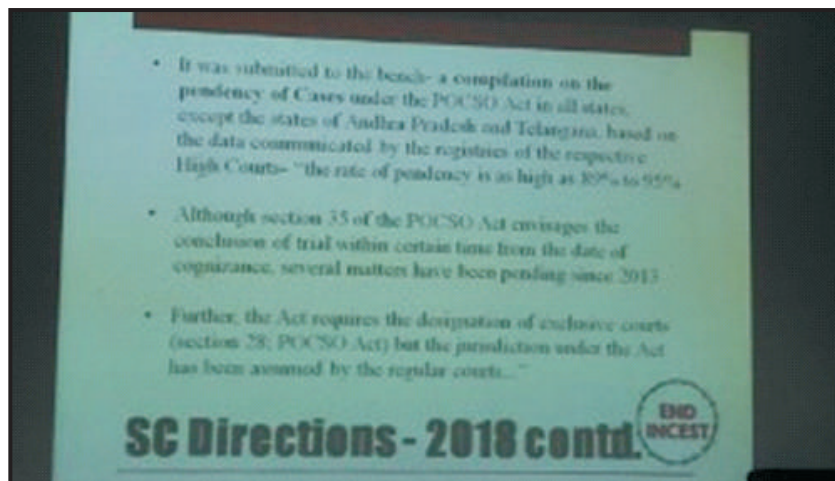 • It was submitted to the bench- a compilation on the
pendency of Cases under the POCSO Act in all states,
except the states of Andhra Pradesh and Telangana, based on
the data communicated by the registries of the respective
High Courts- "the rate of pendency is as high as 89% to 95%
• Although section 35 of the POCSO Act envisages the
conclusion of trial within certain time from the date of
cognizance, several matters have been pending since 2013
• Further, the Act requires the designation of exclusive courts
(section 28; POCSO Act) but the jurisdiction under the Act
has been assumed by the regular courts..."
SC Directions - 2018 contd.
END
INCEST